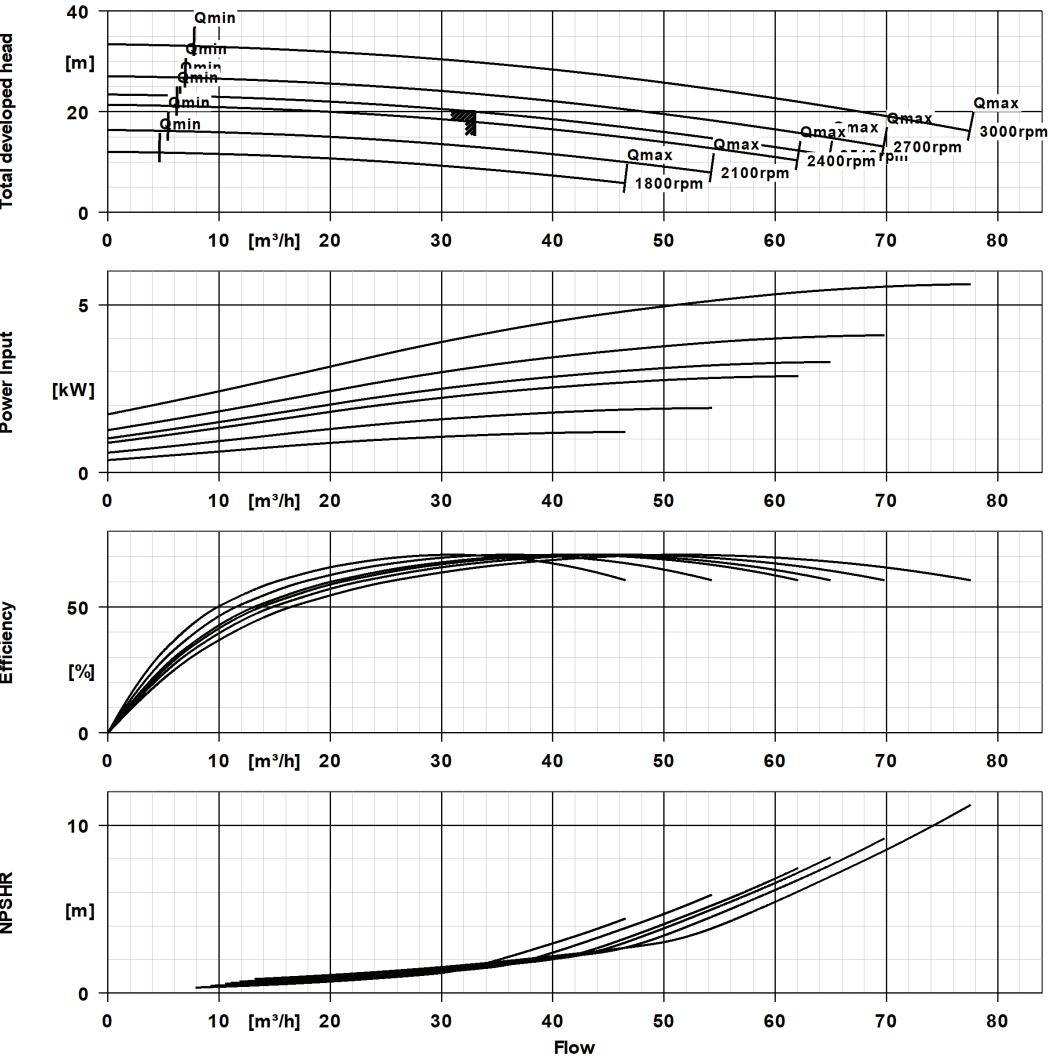 Total developed head
40
[m]
20
0
Qmin
Qmin
Qmin
Qmin
Qmin
Qmin
Qmax
3000rpm
Qmax
2700rpm
Qmax
2400rpm
Qmax
2100rpm
Qmax
1800rpm
0 10 [m³/h] 20 30 40 50 60 70 80
Power Input
5
[kW]
0
0 10 [m³/h] 20 30 40 50 60 70 80
Efficiency
50
[%]
0
0 10 [m³/h] 20 30 40 50 60 70 80
NPSHR
10
[m]
0
0 10 [m³/h] 20 30 40 50 60 70 80
Flow